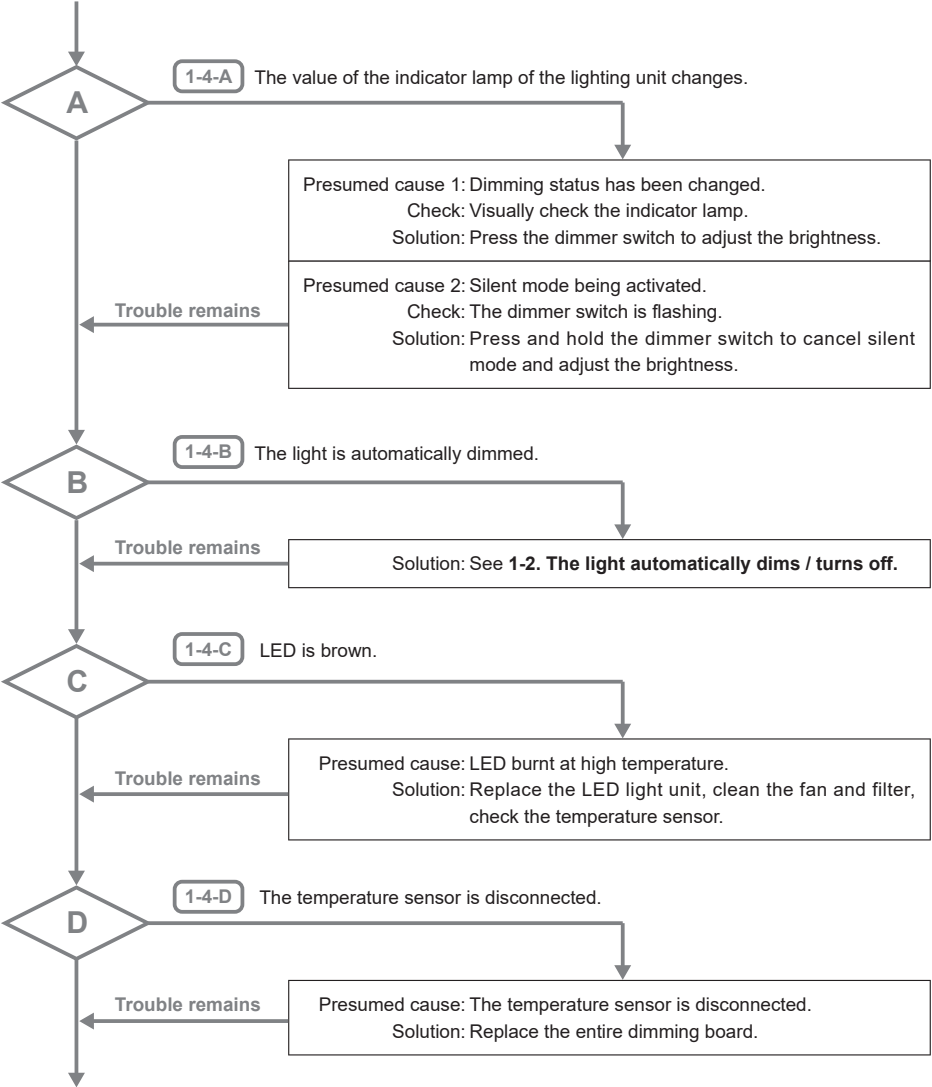 1-4-A The value of the indicator lamp of the lighting unit changes.
A
Presumed cause 1: Dimming status has been changed.
Check: Visually check the indicator lamp.
Solution: Press the dimmer switch to adjust the brightness.
Presumed cause 2: Silent mode being activated.
Trouble remains
Check: The dimmer switch is flashing.
Solution: Press and hold the dimmer switch to cancel silent
mode and adjust the brightness.
1-4-B The light is automatically dimmed.
B
Trouble remains
Solution: See 1-2. The light automatically dims / turns off.
1-4-C LED is brown.
C
Presumed cause: LED burnt at high temperature.
Trouble remains
Solution: Replace the LED light unit, clean the fan and filter,
check the temperature sensor.
1-4-D The temperature sensor is disconnected.
D
Trouble remains
Presumed cause: The temperature sensor is disconnected.
Solution: Replace the entire dimming board.